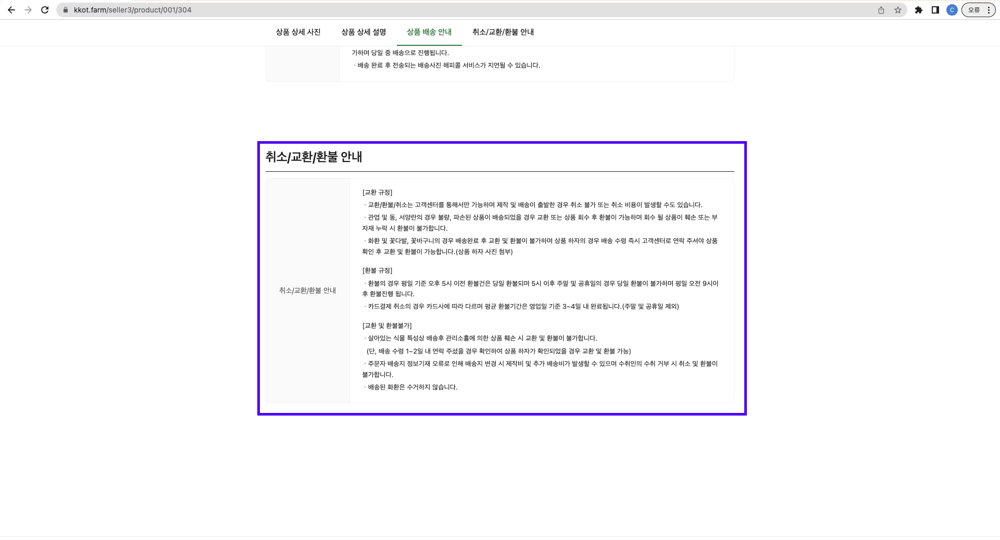 kkot.farm/seller3/product/001/304
C
오류
상품 상세 사진
상품 상세 설명
상품 배송 안내
취소/교환/환불 안내
가하며 당일 중 배송으로 진행됩니다.
· 배송 완료 후 전송되는 배송사진 해피콜 서비스가 지연될 수 있습니다.
취소/교환/환불 안내
취소/교환/환불 안내
[교환 규정]
· 교환/환불/취소는 고객센터를 통해서만 가능하며 제작 및 배송이 출발한 경우 취소 불가 또는 취소 비용이 발생할 수도 있습니다.
· 관엽 및 동, 서양란의 경우 불량, 파손된 상품이 배송되었을 경우 교환 또는 상품 회수 후 환불이 가능하며 회수 될 상품이 훼손 또는 부
자재 누락 시 환불이 불가합니다.
· 화환 및 꽃다발, 꽃바구니의 경우 배송완료 후 교환 및 환불이 불가하며 상품 하자의 경우 배송 수령 즉시 고객센터로 연락 주셔야 상품
확인 후 교환 및 환불이 가능합니다.(상품 하자 사진 첨부)
[환불 규정]
· 환불의 경우 평일 기준 오후 5시 이전 환불건은 당일 환불되며 5시 이후 주말 및 공휴일의 경우 당일 환불이 불가하며 평일 오전 9시이
후 환불진행 됩니다.
· 카드결제 취소의 경우 카드사에 따라 다르며 평균 환불기간은 영업일 기준 3~4일 내 완료됩니다.(주말 및 공휴일 제외)
[교환 및 환불불가]
· 살아있는 식물 특성상 배송후 관리소홀에 의한 상품 훼손 시 교환 및 환불이 불가합니다.
(단, 배송 수령 1~2일 내 연락 주셨을 경우 확인하여 상품 하자가 확인되었을 경우 교환 및 환불 가능)
· 주문자 배송지 정보기재 오류로 인해 배송지 변경 시 제작비 및 추가 배송비가 발생할 수 있으며 수취인의 수취 거부 시 취소 및 환불이
불가합니다.
· 배송된 화환은 수거하지 않습니다.